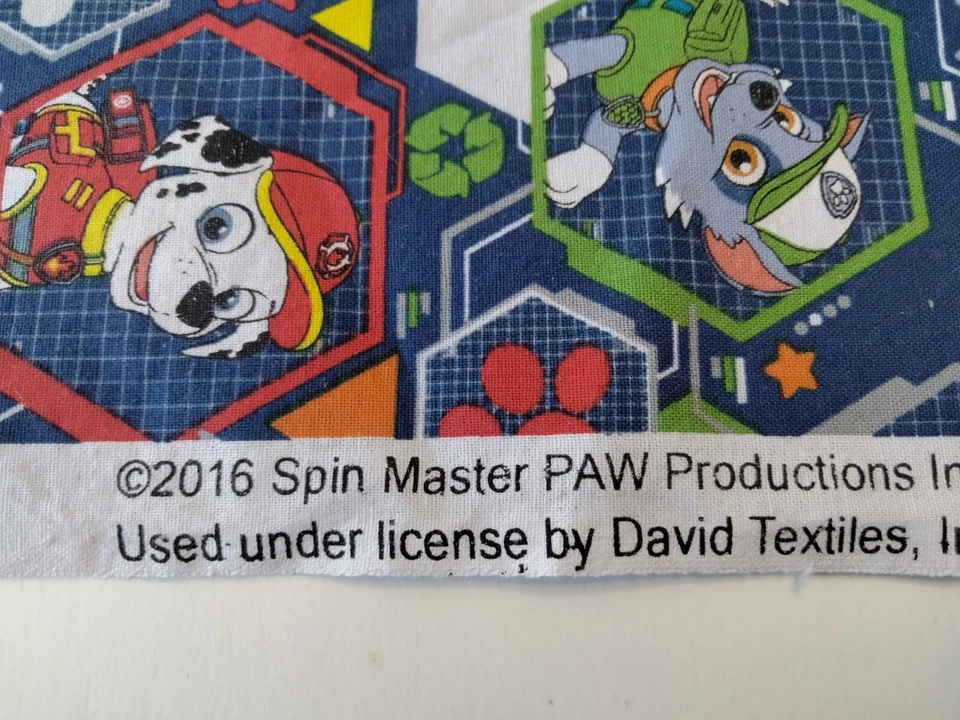 ©2016 Spin Master PAW Productions In
Used under license by David Textiles, In